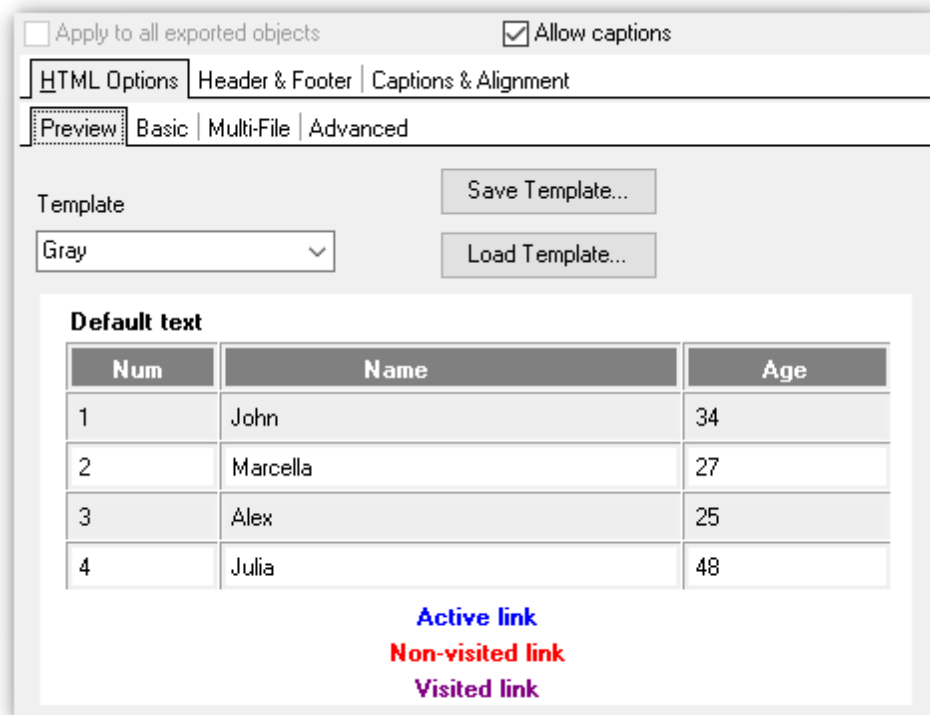 Apply to all exported objects Allow captions
HTML Options Header & Footer Captions & Alignment
Preview Basic Multi-File Advanced
Save Template...
Template
Gray
Load Template...
Default text
Num Name Age
1 John 34
2 Marcella 27
3 Alex 25
4 Julia 48
Active link
Non-visited link
Visited link